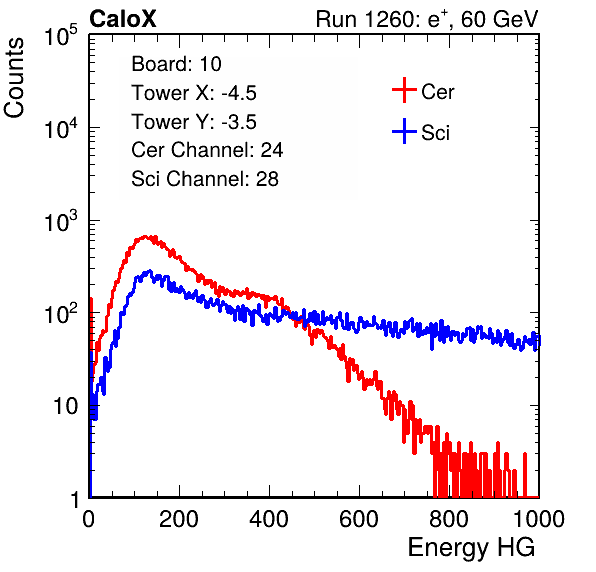 CaloX Run 1260: e⁺, 60 GeV
Counts
10⁵
10⁴
10³
10²
10
1
Board: 10
Tower X: -4.5
Tower Y: -3.5
Cer Channel: 24
Sci Channel: 28
Cer
Sci
0 200 400 600 800 1000
Energy HG